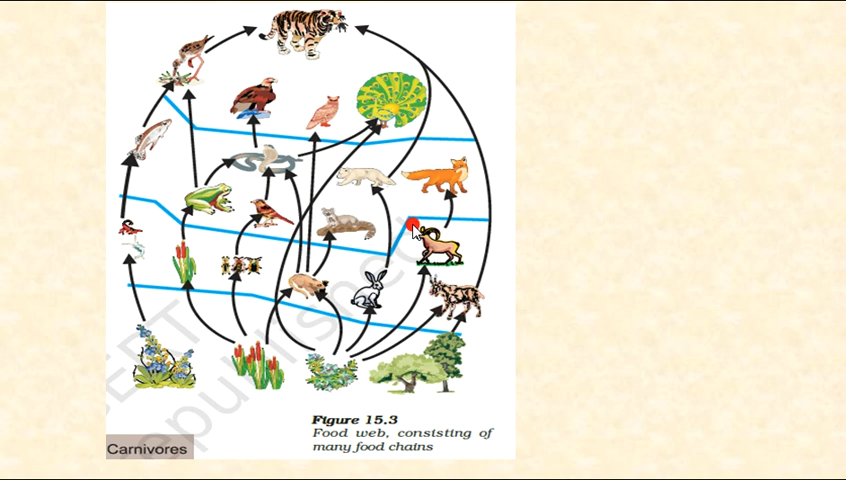 Figure 15.3
Food web, consisting of
many food chains
Carnivores